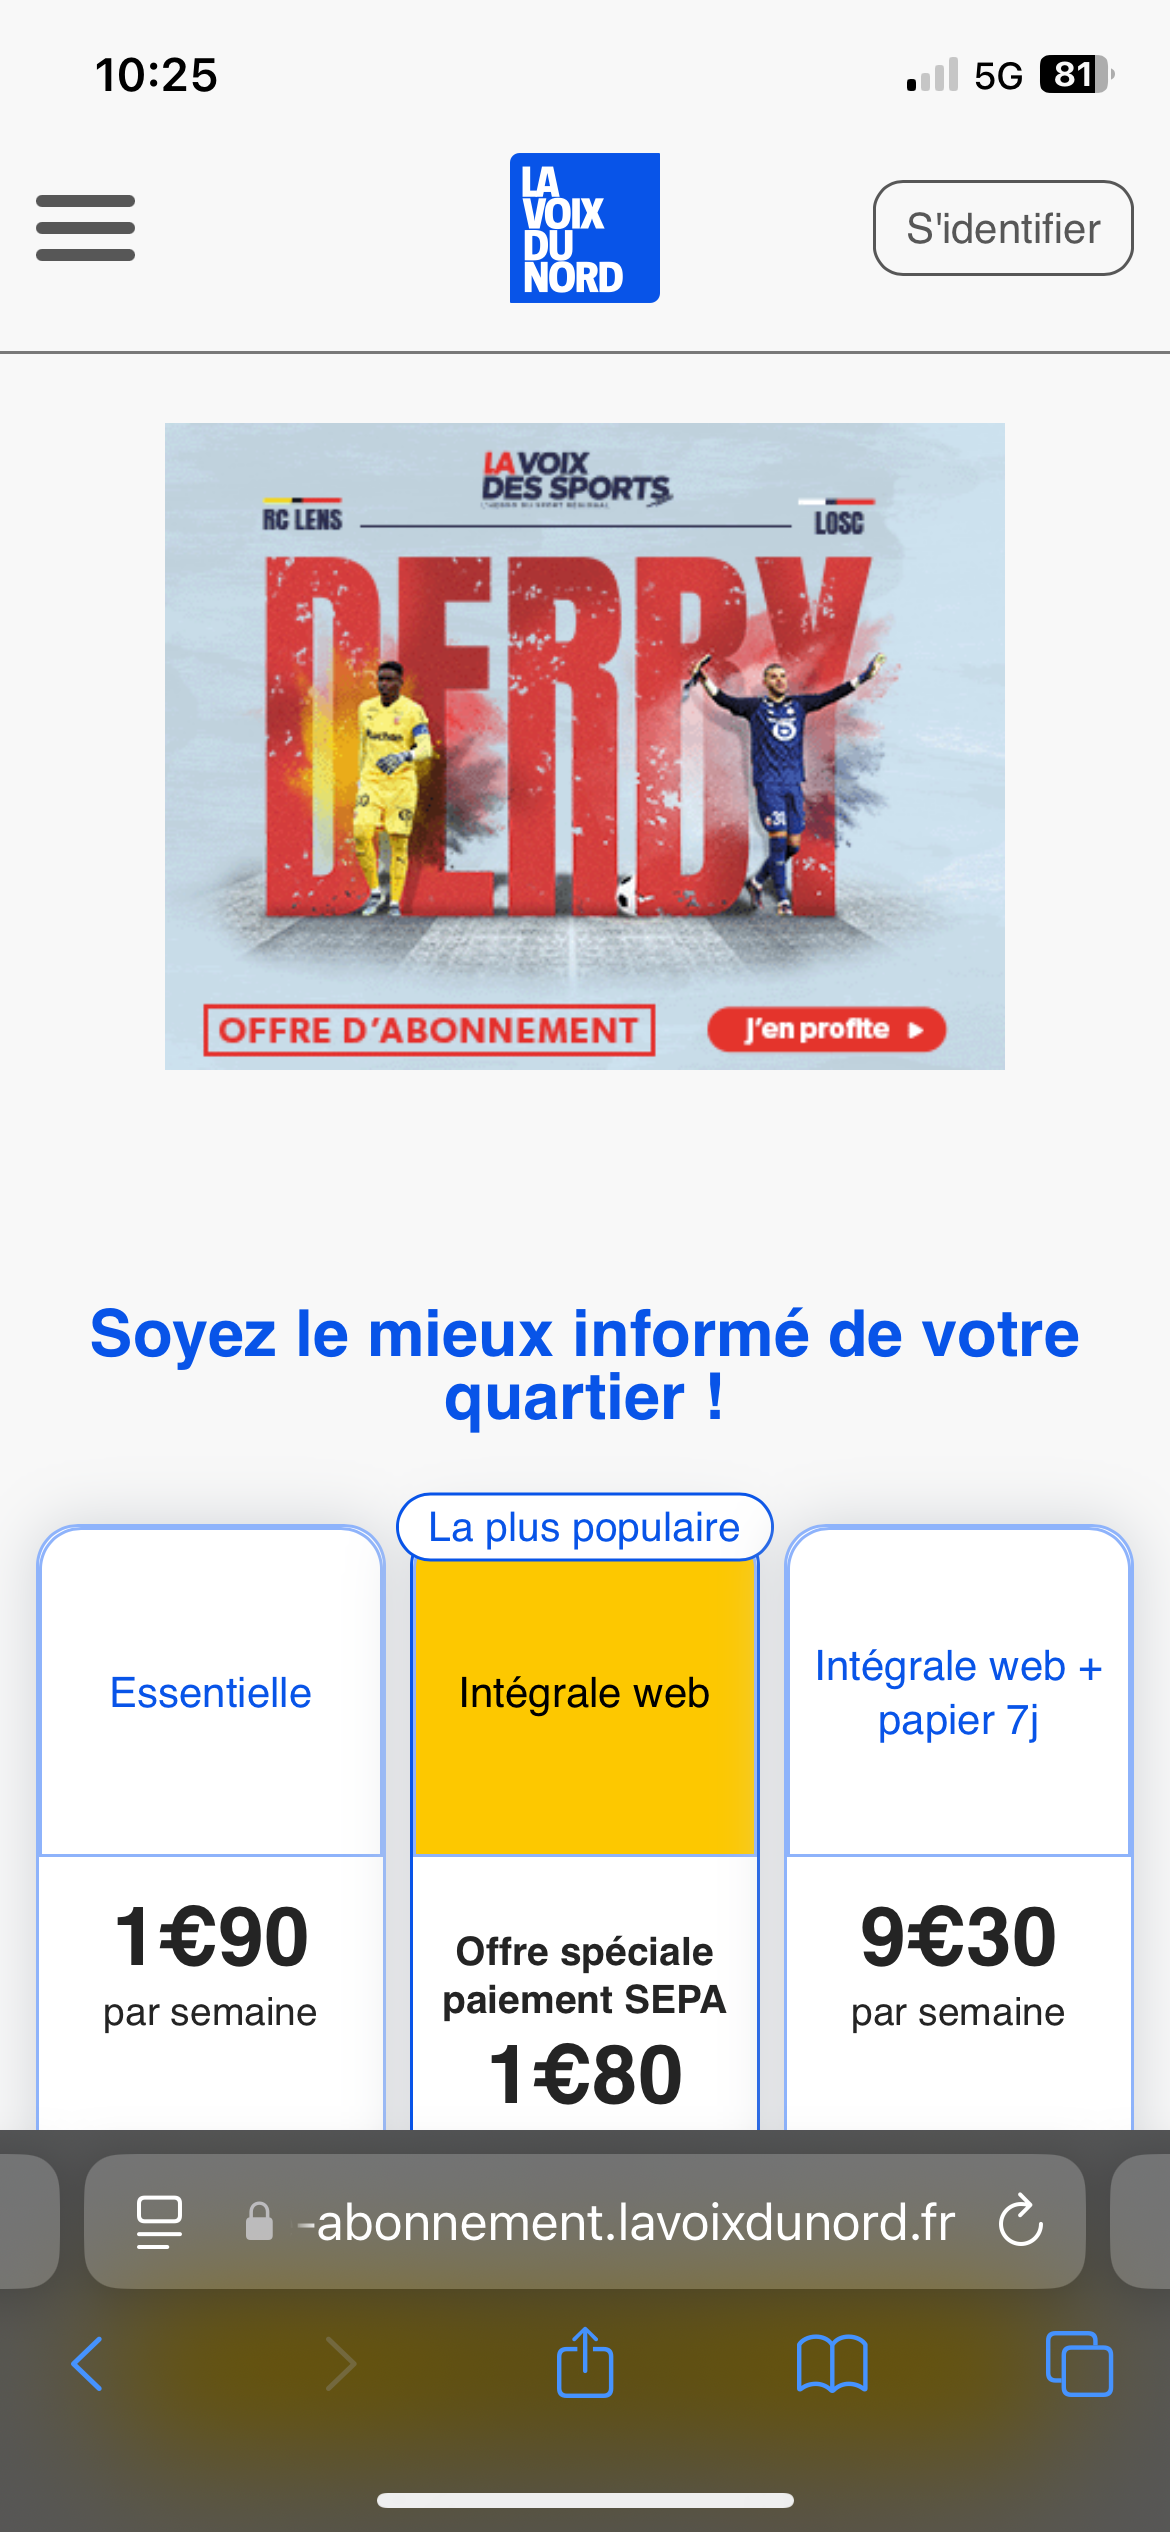 10:25
5G
81
LA
VOIX
DU
NORD
S'identifier
LA VOIX
DES SPORTS
RC LENS
LOSC
DERBY
OFFRE D'ABONNEMENT
J'en profite
Soyez le mieux informé de votre
quartier !
La plus populaire
Essentielle
Intégrale web
Intégrale web +
papier 7j
1€90
par semaine
Offre spéciale
paiement SEPA
1€80
9€30
par semaine
-abonnement.lavoixdunord.fr